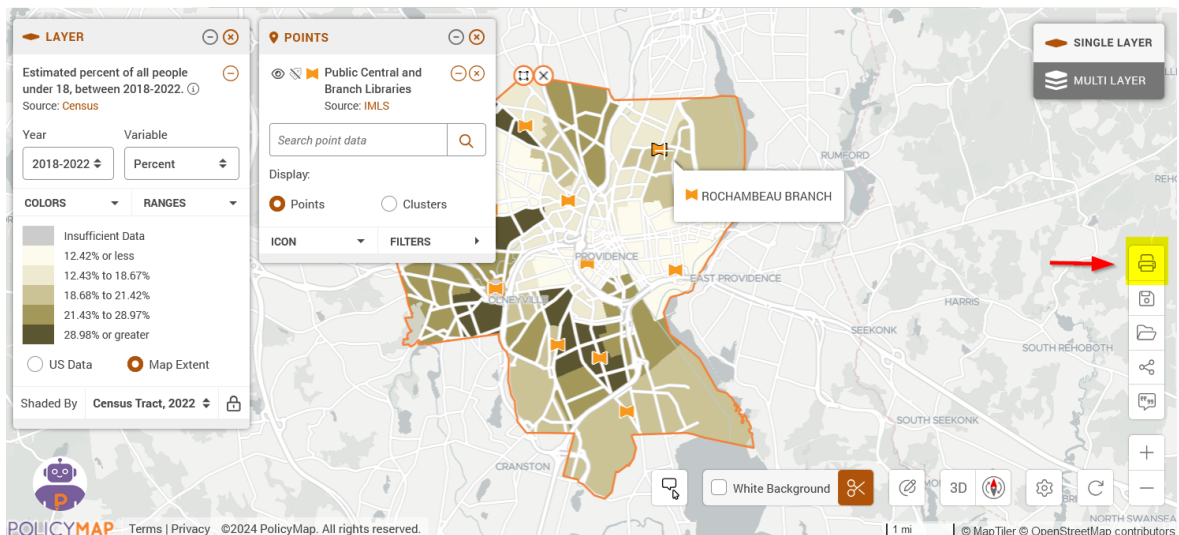 LAYER
Estimated percent of all people
under 18, between 2018-2022.
Source: Census
Year
Variable
2018-2022
Percent
COLORS
RANGES
Insufficient Data
12.42% or less
12.43% to 18.67%
18.68% to 21.42%
21.43% to 28.97%
28.98% or greater
US Data
Map Extent
Shaded By
Census Tract, 2022
POINTS
Public Central and
Branch Libraries
Source: IMLS
Search point data
Display:
Points
Clusters
ICON
FILTERS
SINGLE LAYER
MULTI LAYER
RUMFORD
ROCHAMBEAU BRANCH
PROVIDENCE
EAST PROVIDENCE
OLNEYVILLE
HARRIS
SEEKONK
SOUTH REHOBOTH
SOUTH SEEKONK
CRANSTON
White Background
3D
NORTH SWANSEA
P
POLICYMAP
Terms | Privacy
©2024 PolicyMap. All rights reserved.
1 mi
© MapTiler © OpenStreetMap contributors